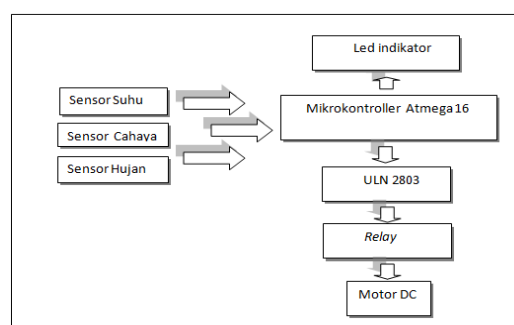 Led indikator
Sensor Suhu
Mikrokontroller Atmega16
Sensor Cahaya
Sensor Hujan
ULN 2803
Relay
Motor DC